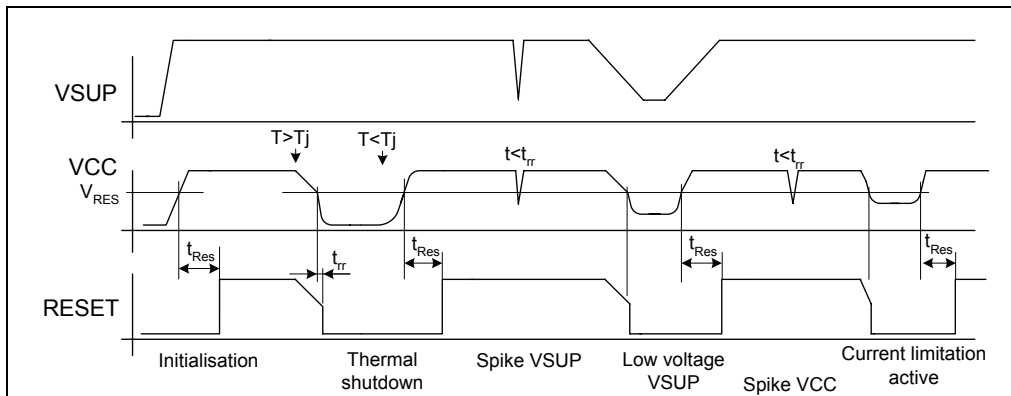 VSUP
T>Tj
T<Tj
VCC
t<trr
t<trr
VRES
tRes
trr
tRes
tRes
tRes
RESET
Initialisation
Thermal
shutdown
Spike VSUP
Low voltage
VSUP
Spike VCC
Current limitation
active